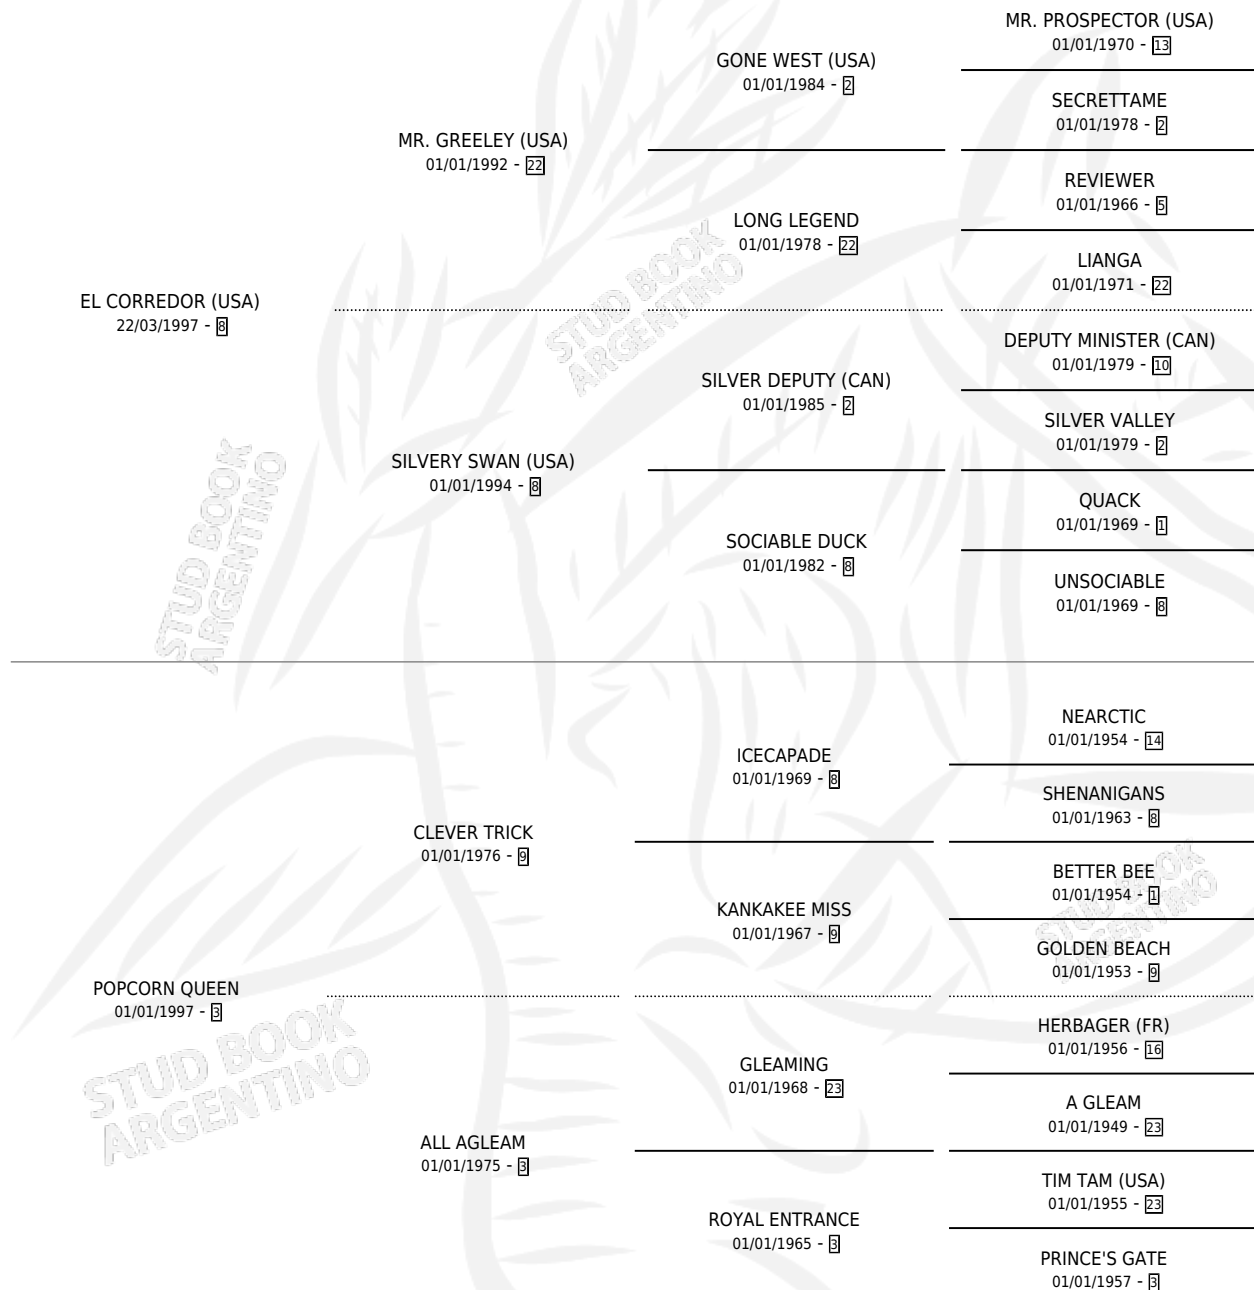 MR. PROSPECTOR (USA)
01/01/1970 - 13
GONE WEST (USA)
01/01/1984 - 2
SECRETTAME
01/01/1978 - 2
MR. GREELEY (USA)
01/01/1992 - 22
REVIEWER
01/01/1966 - 5
LONG LEGEND
01/01/1978 - 22
LIANGA
01/01/1971 - 22
EL CORREDOR (USA)
22/03/1997 - 8
DEPUTY MINISTER (CAN)
01/01/1979 - 10
SILVER DEPUTY (CAN)
01/01/1985 - 2
SILVER VALLEY
01/01/1979 - 2
SILVERY SWAN (USA)
01/01/1994 - 8
QUACK
01/01/1969 - 1
SOCIABLE DUCK
01/01/1982 - 8
UNSOCIABLE
01/01/1969 - 8
NEARCTIC
01/01/1954 - 14
ICECAPADE
01/01/1969 - 8
SHENANIGANS
01/01/1963 - 8
CLEVER TRICK
01/01/1976 - 9
BETTER BEE
01/01/1954 - 1
KANKAKEE MISS
01/01/1967 - 9
GOLDEN BEACH
01/01/1953 - 9
POPCORN QUEEN
01/01/1997 - 3
HERBAGER (FR)
01/01/1956 - 16
GLEAMING
01/01/1968 - 23
A GLEAM
01/01/1949 - 23
ALL AGLEAM
01/01/1975 - 3
TIM TAM (USA)
01/01/1955 - 23
ROYAL ENTRANCE
01/01/1965 - 3
PRINCE'S GATE
01/01/1957 - 3
STUD BOOK
ARGENTINO
STUD BOOK
ARGENTINO
STUD BOOK
ARGENTINO
STUD BOOK
ARGENTINO